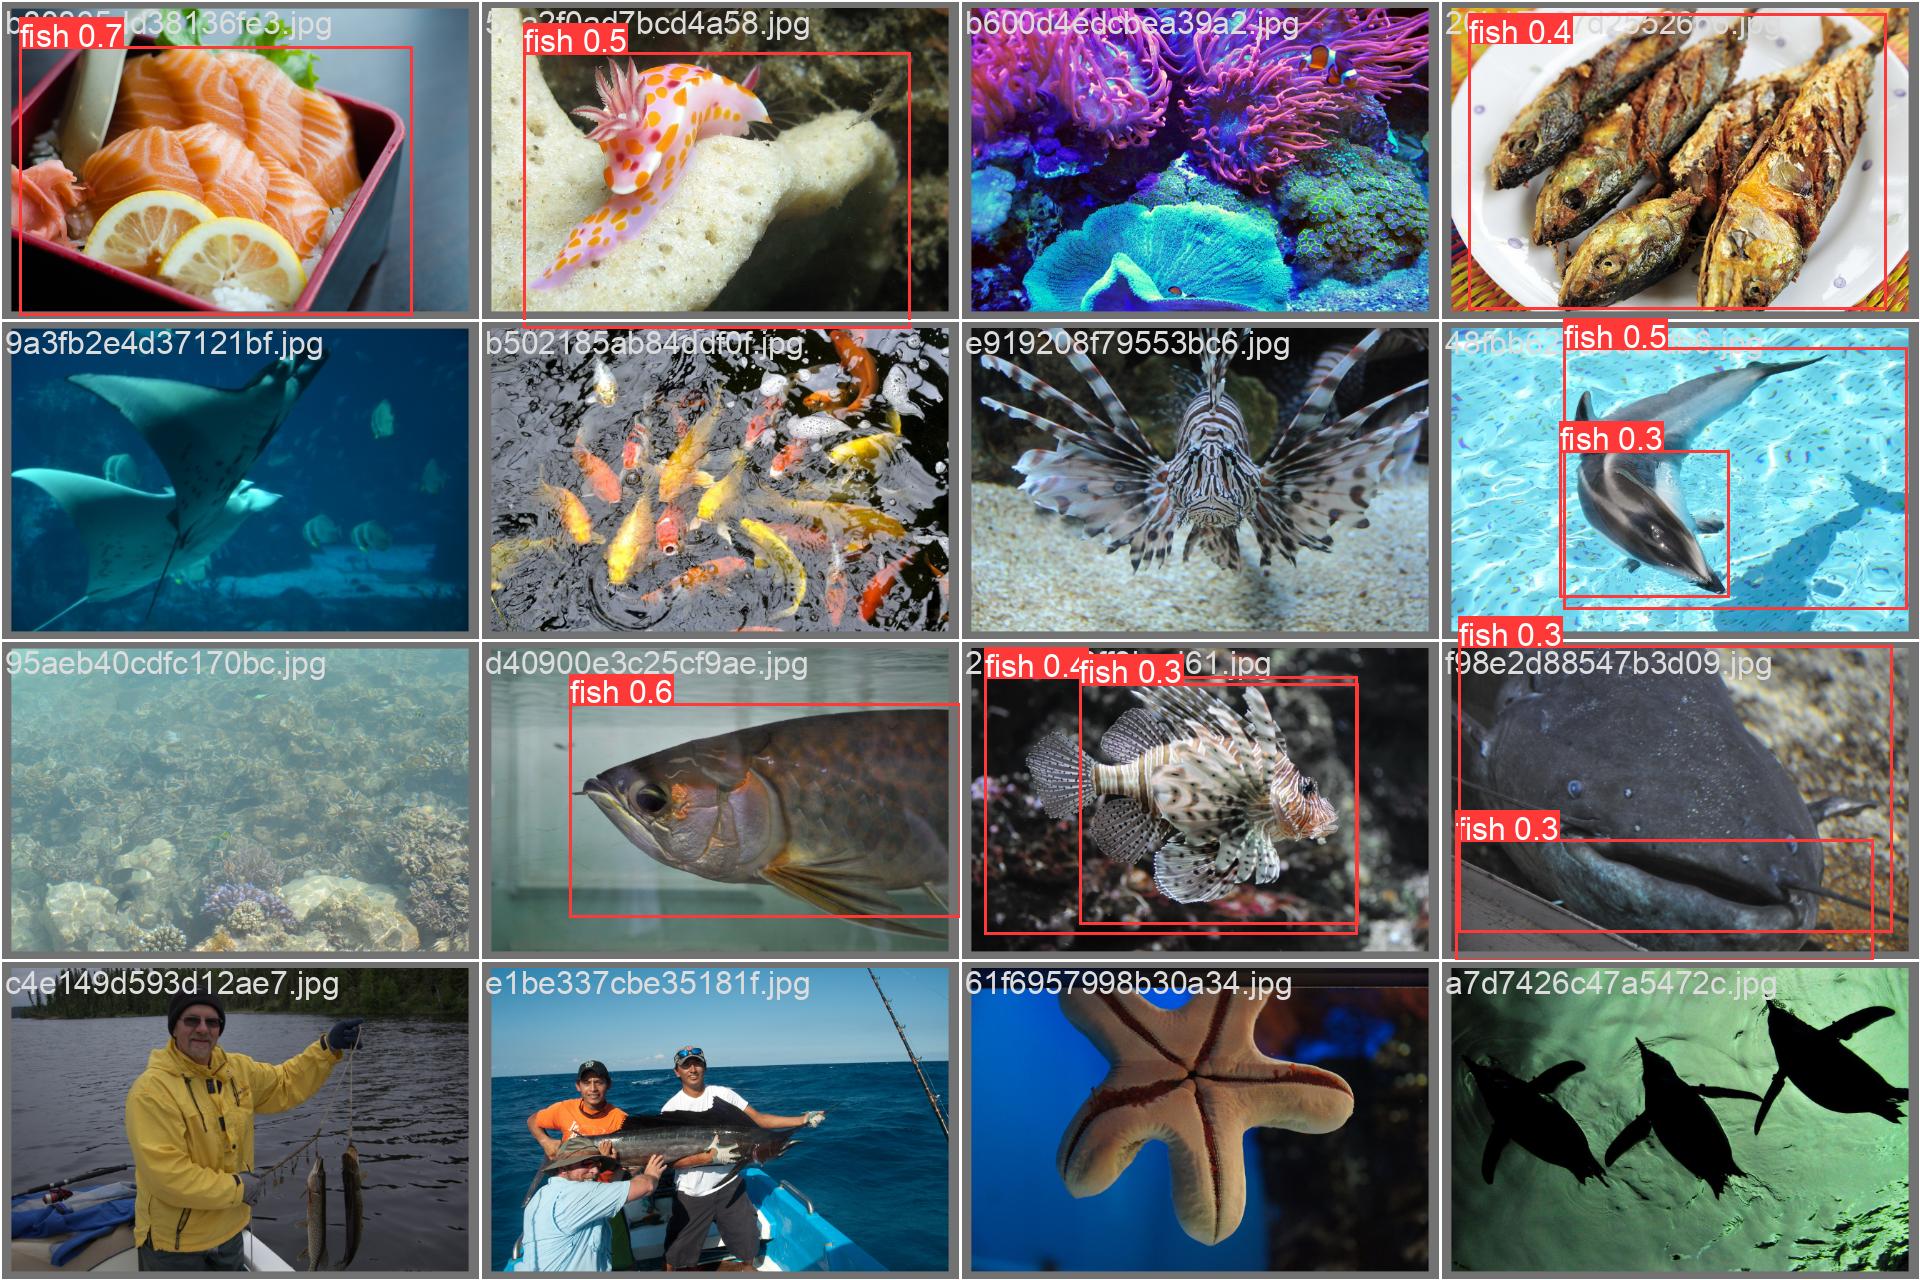 fish 0.7
fish 0.5
b600d4edcbea39a2.jpg
fish 0.4
9a3fb2e4d37121bf.jpg
b502185ab84ddf0f.jpg
e919208f79553bc6.jpg
fish 0.5
fish 0.3
95aeb40cdfc170bc.jpg
d40900e3c25cf9ae.jpg
fish 0.6
fish 0.4
fish 0.3
fish 0.3
f98e2d88547b3d09.jpg
fish 0.3
c4e149d593d12ae7.jpg
e1be337cbe35181f.jpg
61f6957998b30a34.jpg
a7d7426c47a5472c.jpg